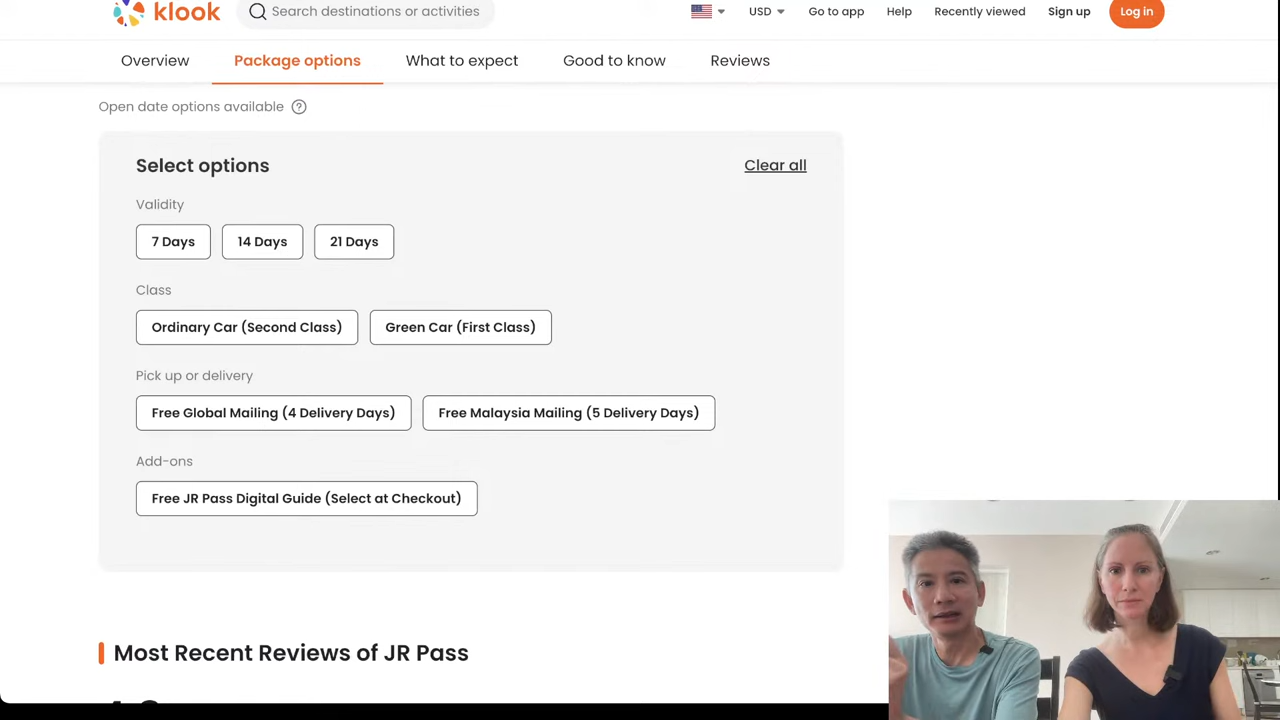 klook
Search destinations or activities
USD
Go to app
Help
Recently viewed
Sign up
Log in
Overview
Package options
What to expect
Good to know
Reviews
Open date options available ?
Select options
Clear all
Validity
7 Days
14 Days
21 Days
Class
Ordinary Car (Second Class)
Green Car (First Class)
Pick up or delivery
Free Global Mailing (4 Delivery Days)
Free Malaysia Mailing (5 Delivery Days)
Add-ons
Free JR Pass Digital Guide (Select at Checkout)
Most Recent Reviews of JR Pass